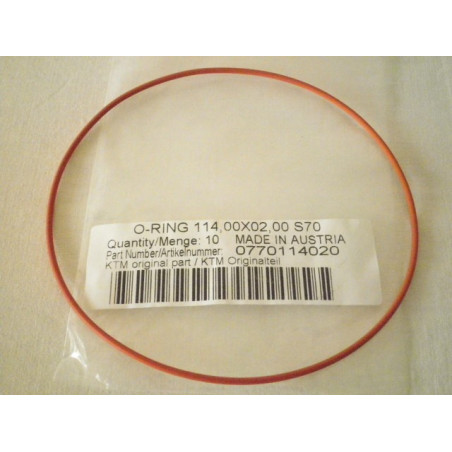 O-RING 114,00X02,00 S70
Quantity/Menge: 10 MADE IN AUSTRIA
Part Number/Artikelnummer: 0770114020
KTM original part / KTM Originalteil